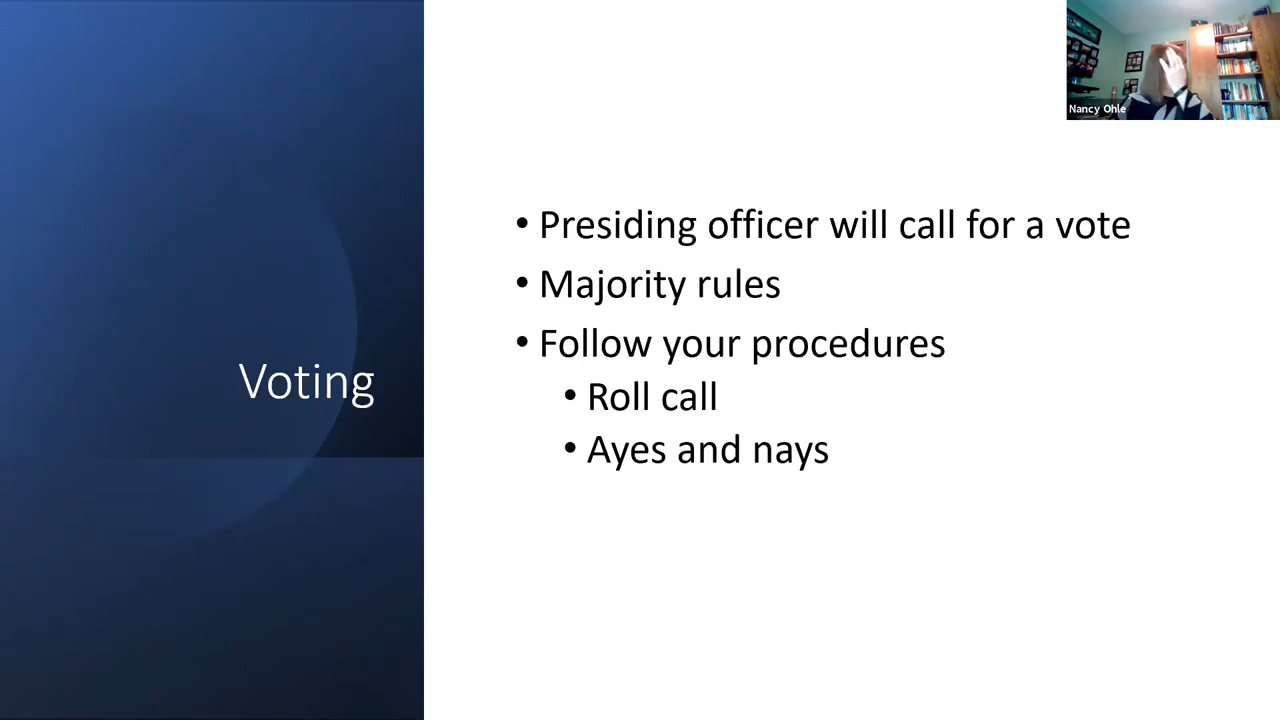 Voting
• Presiding officer will call for a vote
• Majority rules
• Follow your procedures
• Roll call
• Ayes and nays
Nancy Ohle